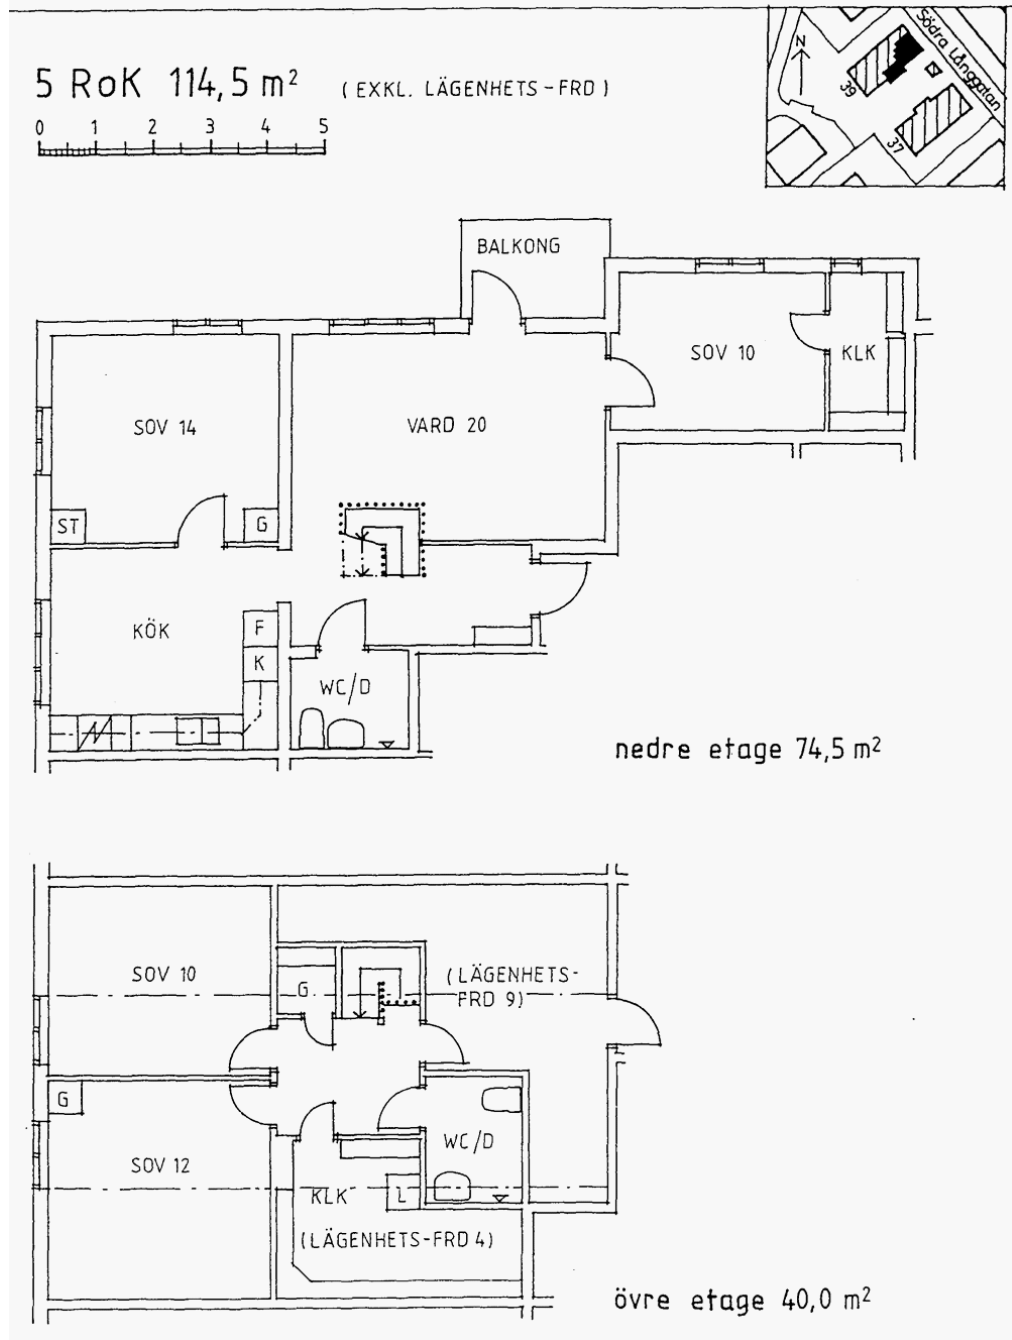 5 RoK 114,5 m² (EXKL. LÄGENHETS-FRD)
0 1 2 3 4 5
N
Södra Långgatan
39
37
BALKONG
SOV 10
KLK
SOV 14
VARD 20
ST
G
KÖK
F
K
WC/D
nedre etage 74,5 m²
SOV 10
G
(LÄGENHETS-
FRD 9)
G
SOV 12
WC/D
KLK
L
(LÄGENHETS-FRD 4)
övre etage 40,0 m²